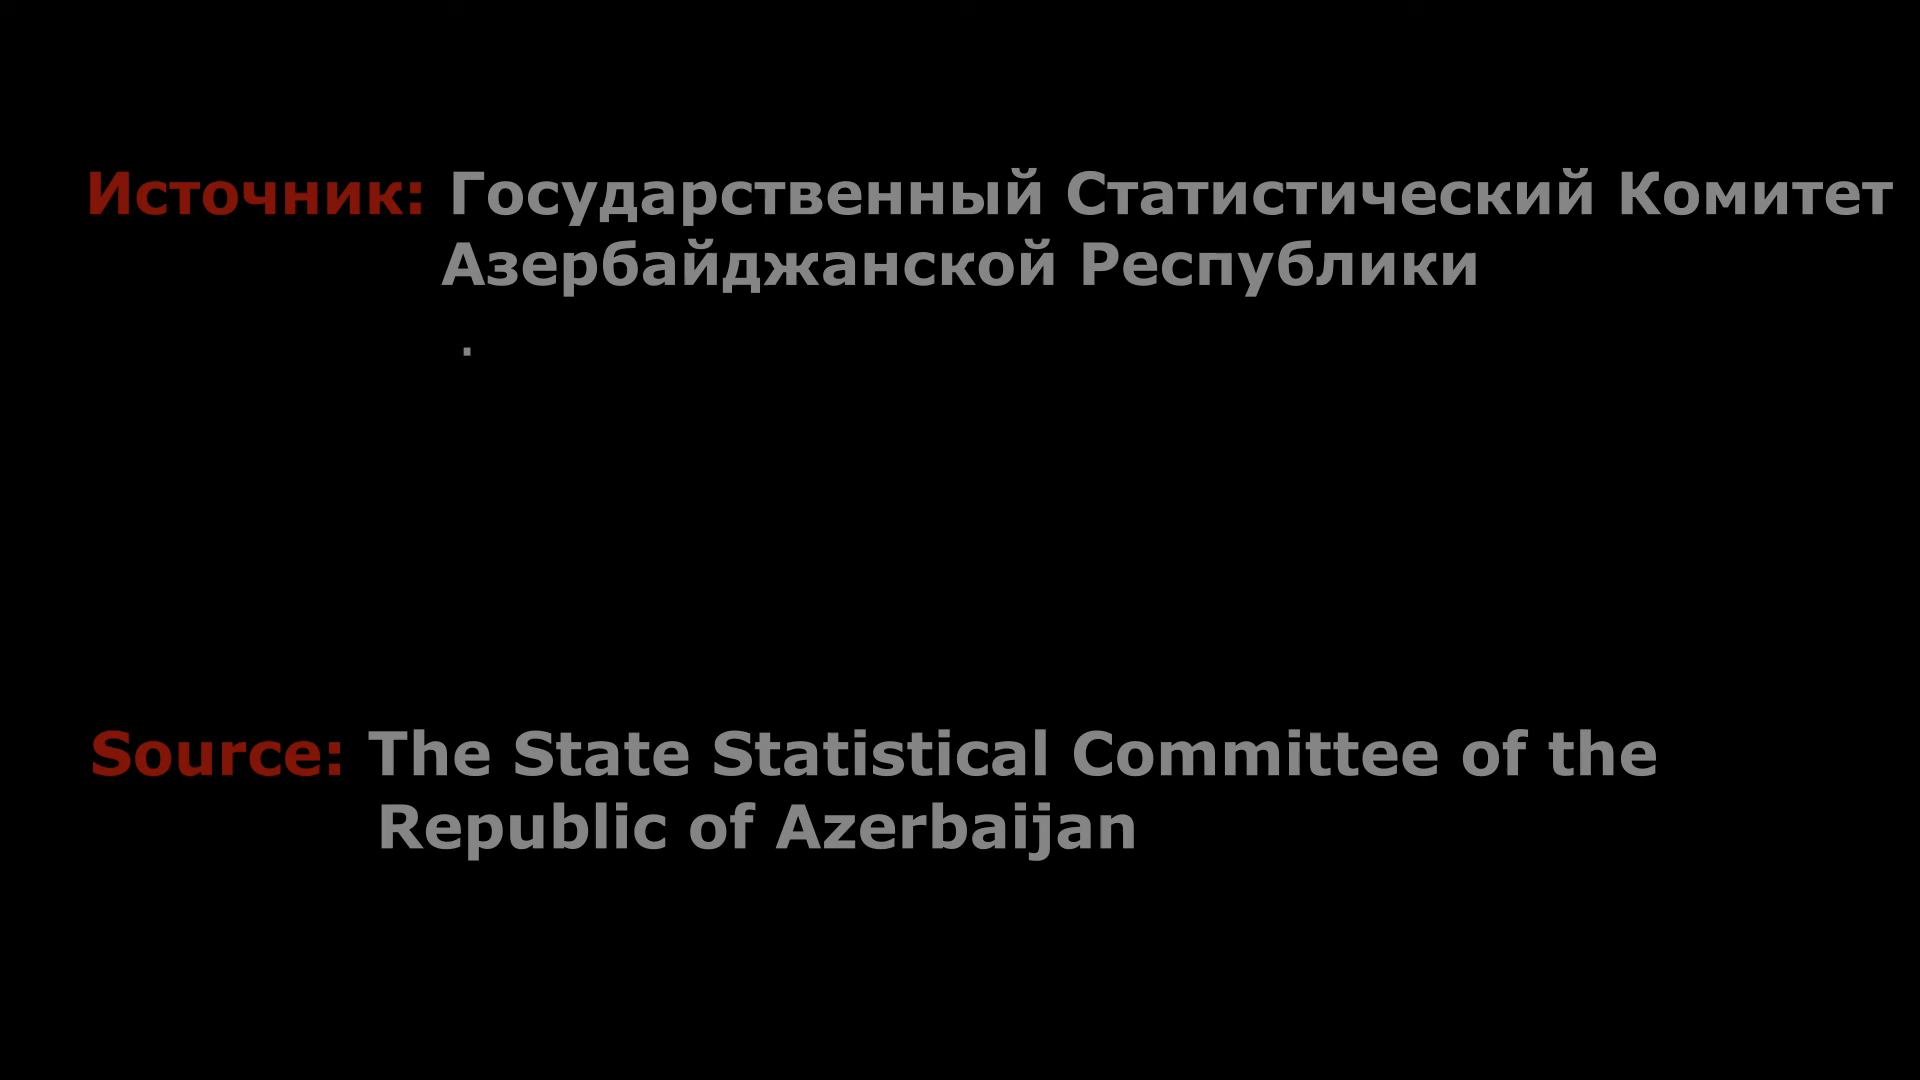 Источник: Государственный Статистический Комитет
Азербайджанской Республики
.
Source: The State Statistical Committee of the
Republic of Azerbaijan